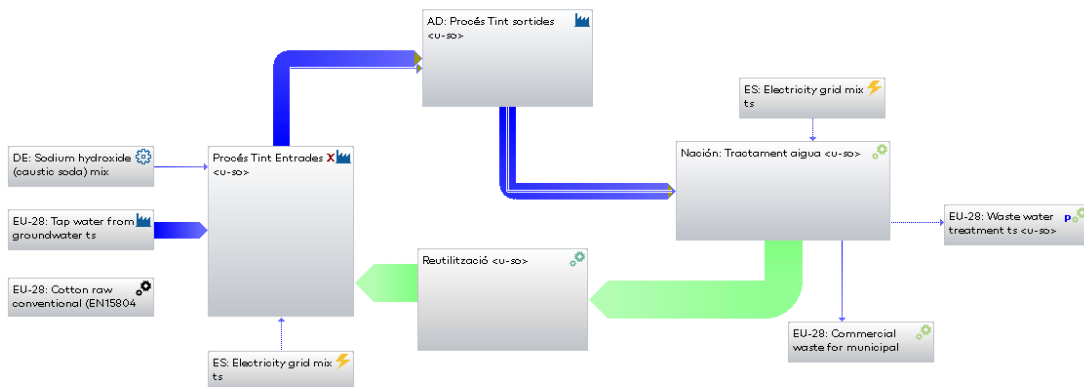 AD: Procés Tint sortides
<u-so>
ES: Electricity grid mix
ts
DE: Sodium hydroxide
(caustic soda) mix
Procés Tint Entrades X
<u-so>
Nación: Tractament aigua <u-so>
EU-28: Tap water from
groundwater ts
EU-28: Waste water
treatment ts <u-so>
P
Reutilització <u-so>
EU-28: Cotton raw
conventional (EN15804
EU-28: Commercial
waste for municipal
ES: Electricity grid mix
ts